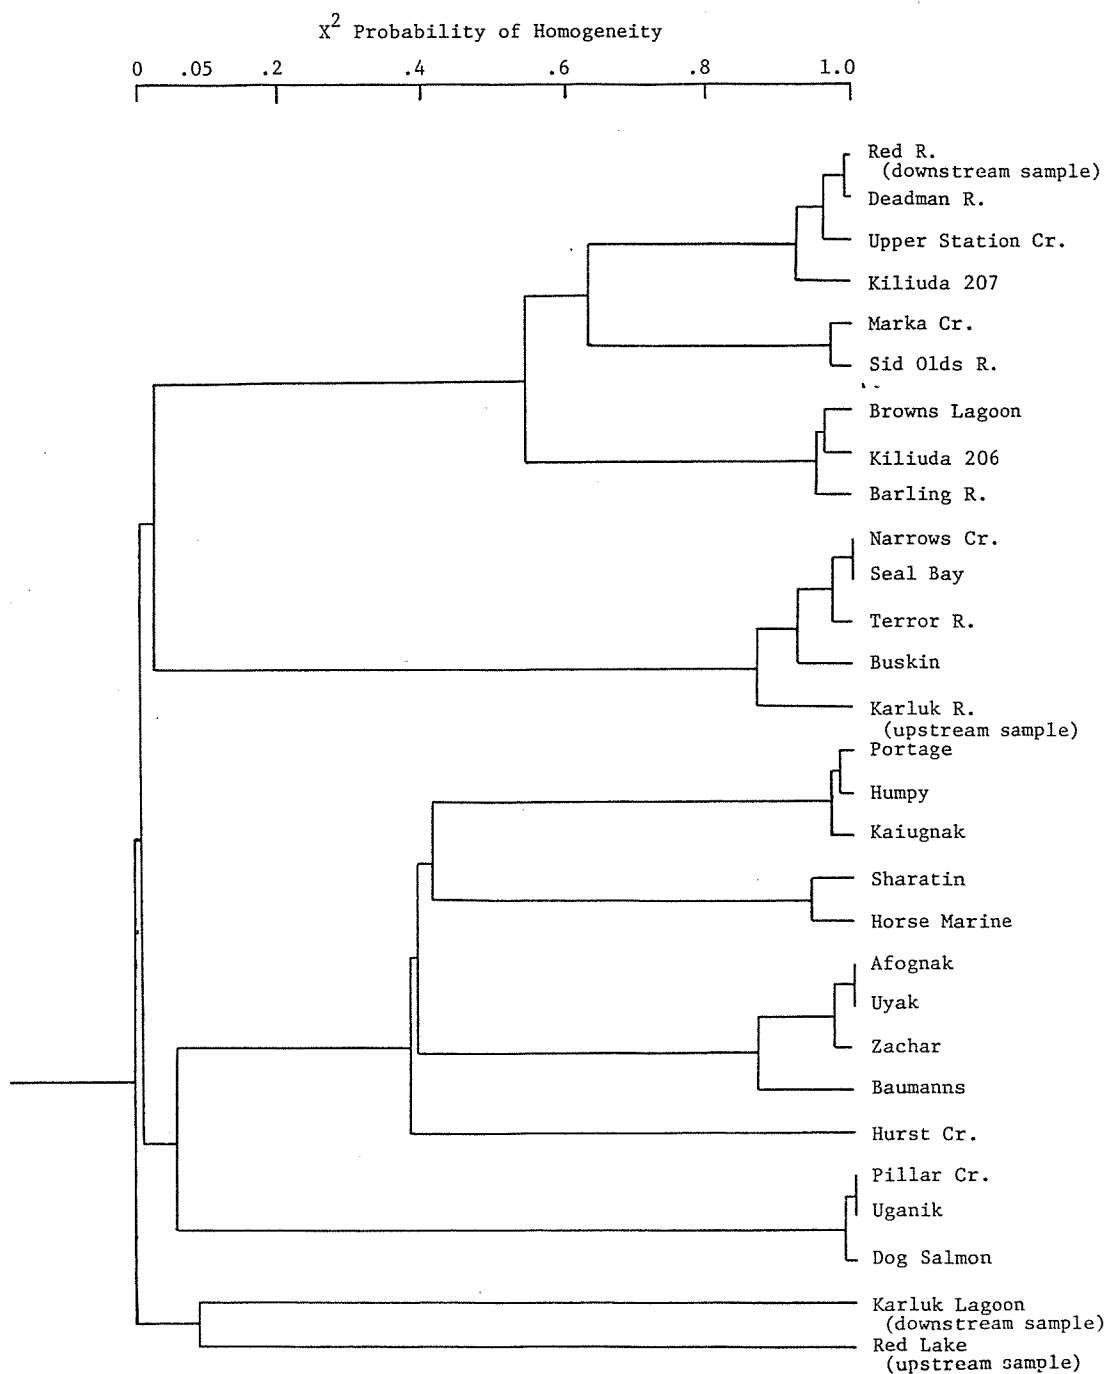 X2 Probability of Homogeneity
0 .05 .2 .4 .6 .8 1.0
Red R.
(downstream sample)
Deadman R.
Upper Station Cr.
Kiliuda 207
Marka Cr.
Sid Olds R.
Browns Lagoon
Kiliuda 206
Barling R.
Narrows Cr.
Seal Bay
Terror R.
Buskin
Karluk R.
(upstream sample)
Portage
Humpy
Kaiugnak
Sharatin
Horse Marine
Afognak
Uyak
Zachar
Baumanns
Hurst Cr.
Pillar Cr.
Uganik
Dog Salmon
Karluk Lagoon
(downstream sample)
Red Lake
(upstream sample)